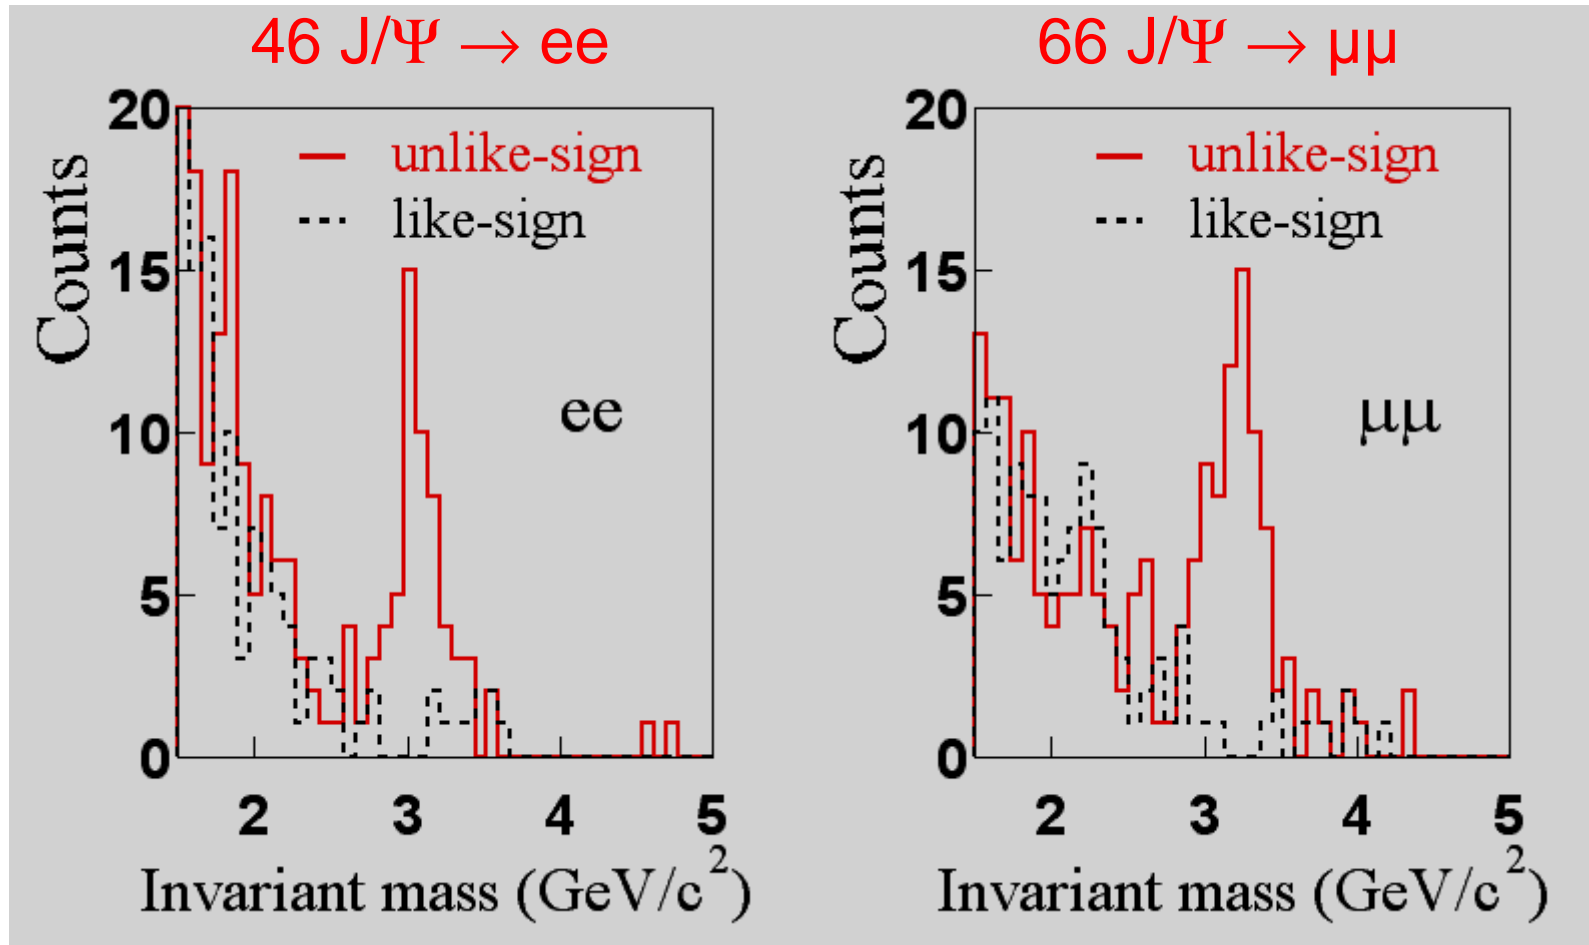 46 J/Ψ → ee
20
15
10
5
0
Counts
unlike-sign
like-sign
ee
2 3 4 5
Invariant mass (GeV/c²)
66 J/Ψ → μμ
20
15
10
5
0
Counts
unlike-sign
like-sign
μμ
2 3 4 5
Invariant mass (GeV/c²)